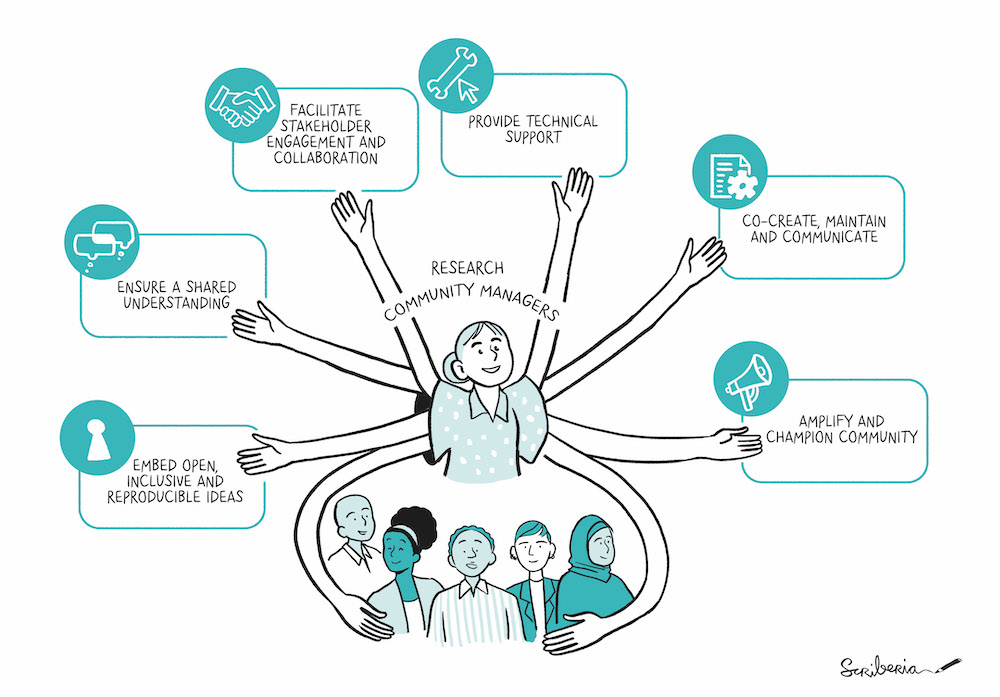 FACILITATE
STAKEHOLDER
ENGAGEMENT AND
COLLABORATION
PROVIDE TECHNICAL
SUPPORT
CO-CREATE, MAINTAIN
AND COMMUNICATE
ENSURE A SHARED
UNDERSTANDING
RESEARCH
COMMUNITY MANAGERS
AMPLIFY AND
CHAMPION COMMUNITY
EMBED OPEN,
INCLUSIVE AND
REPRODUCIBLE IDEAS
Scriberia